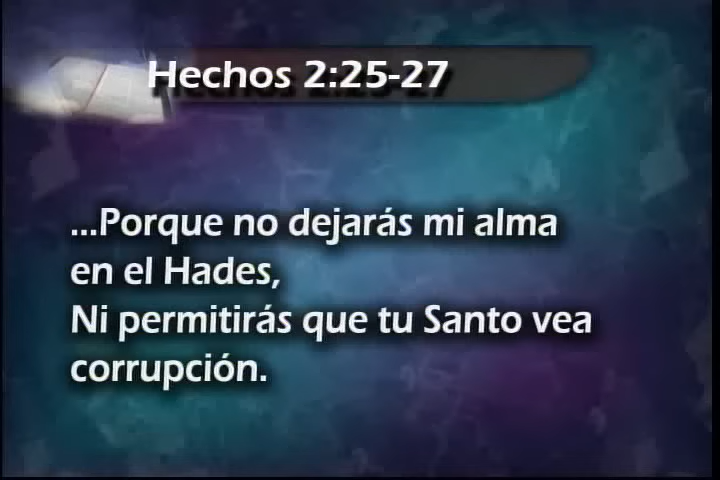 Hechos 2:25-27
...Porque no dejarás mi alma
en el Hades,
Ni permitirás que tu Santo vea
corrupción.